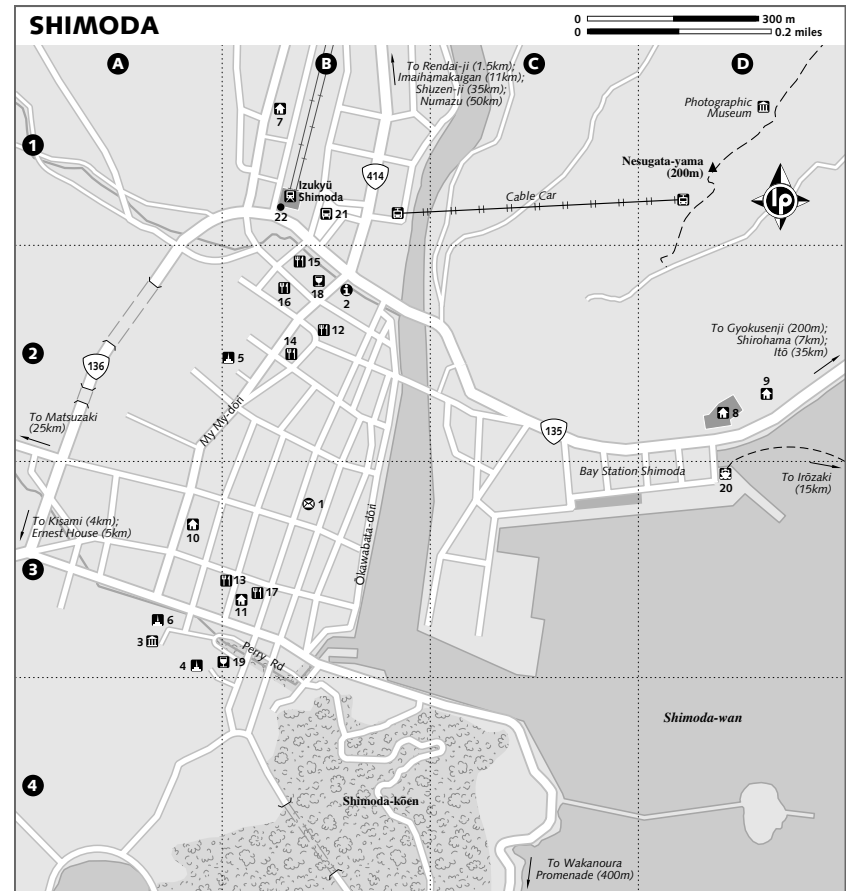 SHIMODA
0 300 m
0 0.2 miles
A
B
C
D
To Rendai-ji (1.5km);
Imaihamakaigan (11km);
Shuzen-ji (35km);
Numazu (50km)
Photographic
Museum
7
1
Nesugata-yama
(200m)
414
Izukyū
Shimoda
Cable Car
lp
22
21
15
16
18
2
12
14
5
2
136
To Gyokusenji (200m);
Shirohama (7km);
Itō (35km)
9
8
To Matsuzaki
(25km)
My My-dōri
135
Bay Station Shimoda
20
To Irōzaki
(15km)
1
To Kisami (4km);
Ernest House (5km)
10
Ōkawabata-dōri
3
13
17
11
6
3
Perry Rd
4
19
Shimoda-wan
4
Shimoda-kōen
To Wakanoura
Promenade (400m)